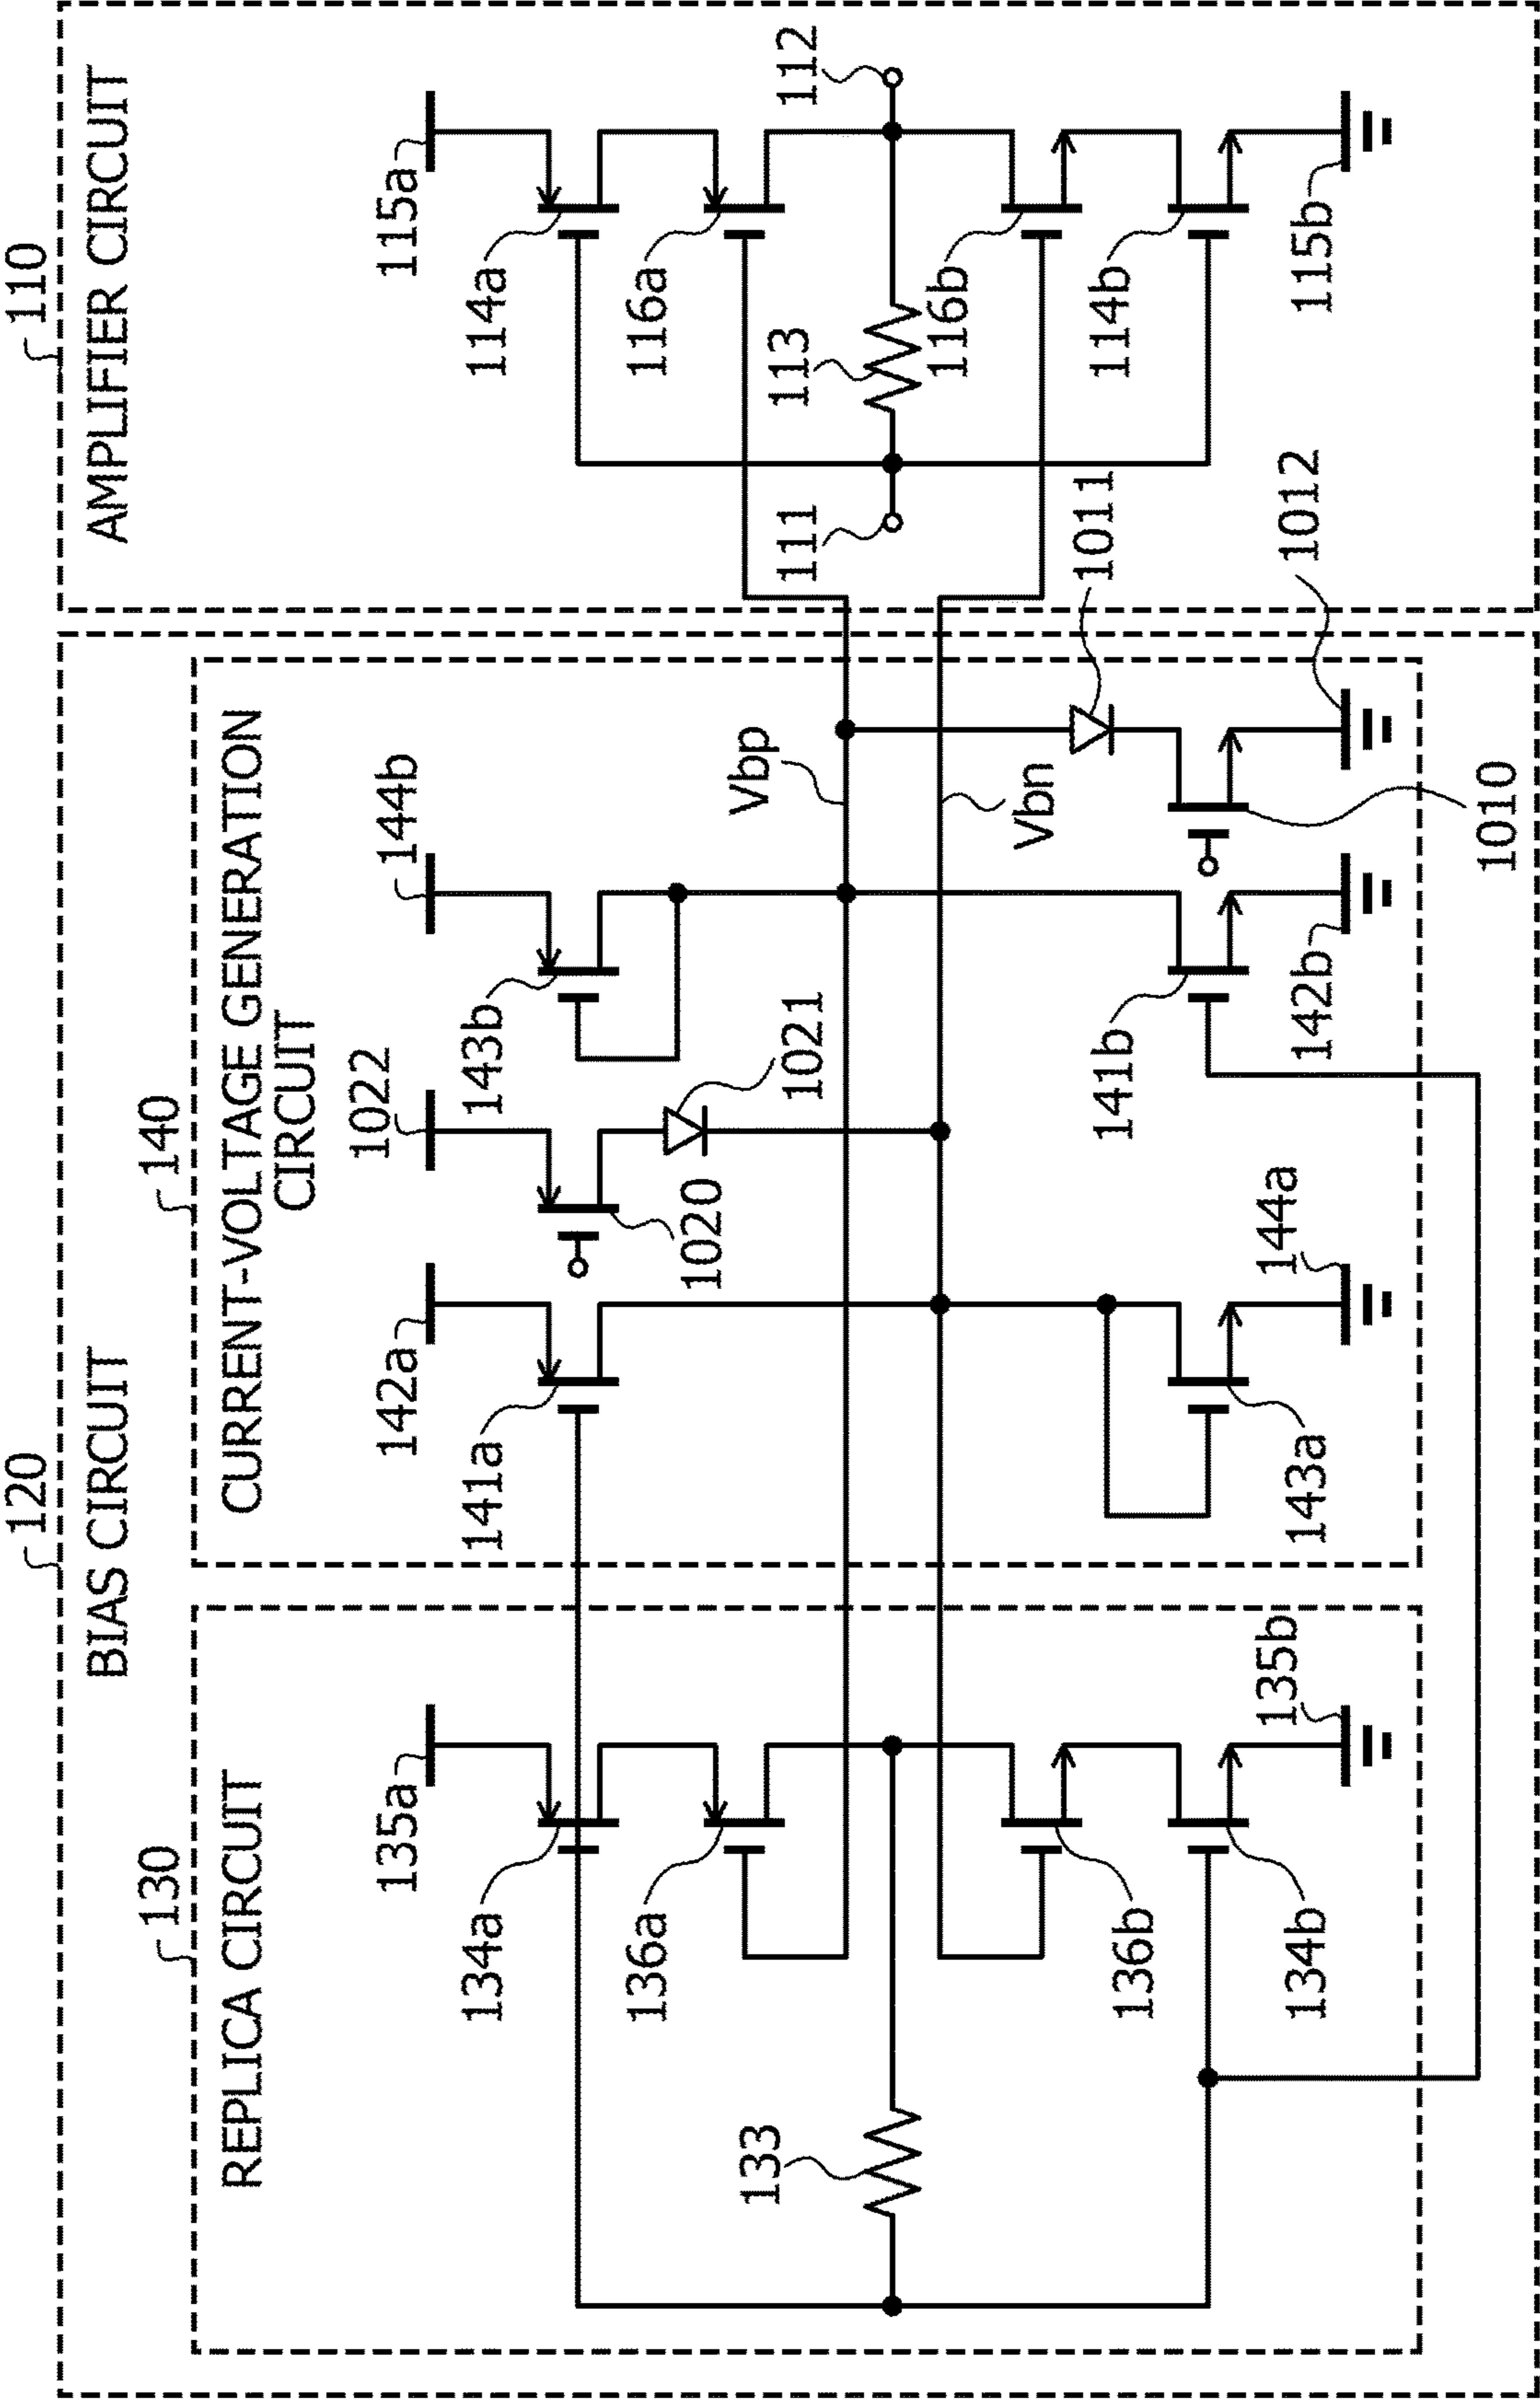 120
BIAS CIRCUIT
130
REPLICA CIRCUIT
135a
134a
136a
133
136b
134b
135b
140
CURRENT-VOLTAGE GENERATION
CIRCUIT
142a
1022
144b
141a
1020
143b
1021
Vbp
Vbn
143a
144a
141b
142b
1010
1011
1012
110
AMPLIFIER CIRCUIT
115a
114a
116a
111
113
112
116b
114b
115b